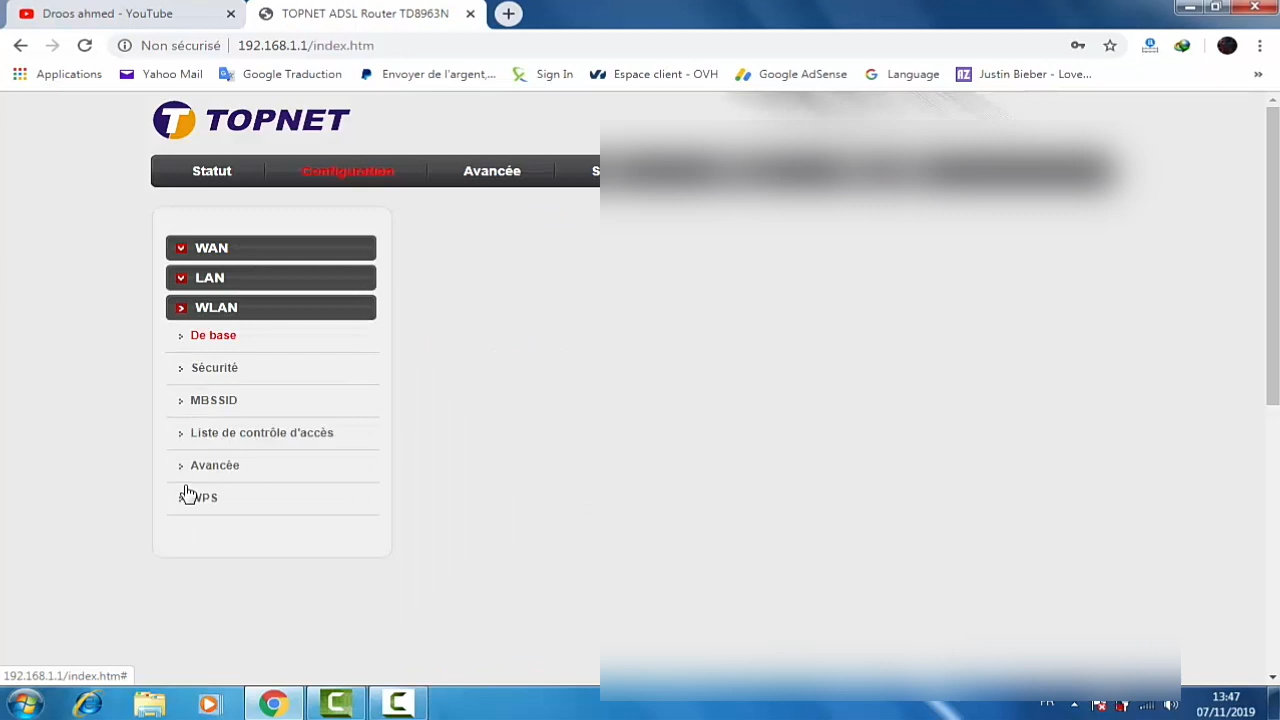 Droos ahmed - YouTube
TOPNET ADSL Router TD8963N
Non sécurisé
192.168.1.1/index.htm
Applications
Yahoo Mail
Google Traduction
Envoyer de l'argent,...
Sign In
Espace client - OVH
Google AdSense
Language
Justin Bieber - Love...
TOPNET
Statut
Configuration
Avancée
S
WAN
LAN
WLAN
De base
Sécurité
MBSSID
Liste de contrôle d'accès
Avancée
WPS
192.168.1.1/index.htm#
FR
13:47
07/11/2019